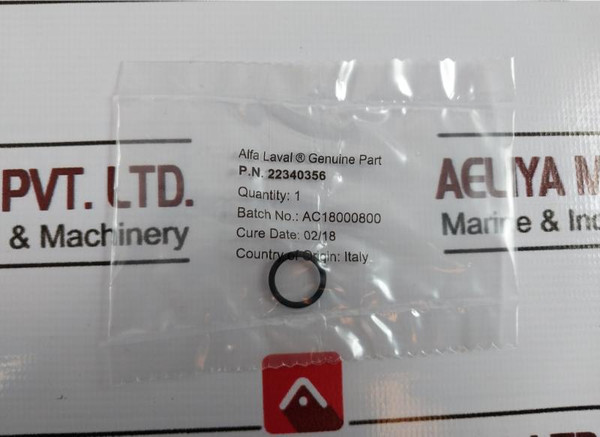 Alfa Laval ® Genuine Part
P.N. 22340356
Quantity: 1
Batch No.: AC18000800
Cure Date: 02/18
Country of Origin: Italy
PVT. LTD.
& Machinery
AELIYA M
Marine & Ind